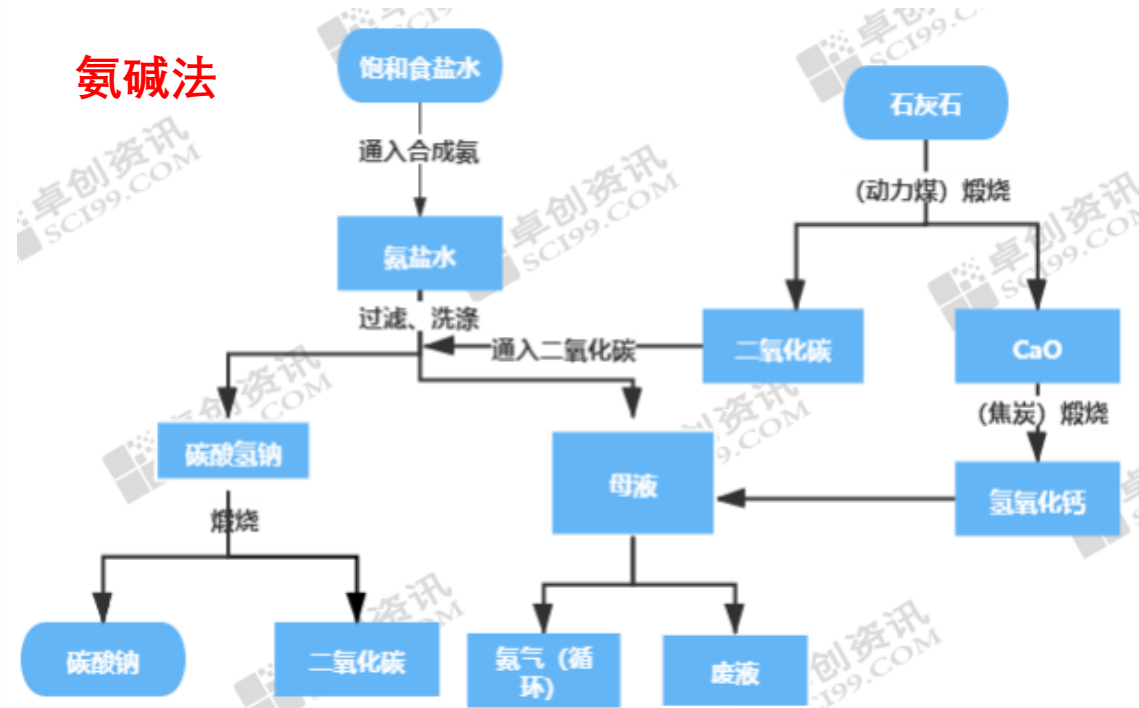 氨碱法
饱和食盐水
石灰石
通入合成氨
(动力煤) 煅烧
氨盐水
过滤、洗涤
通入二氧化碳
二氧化碳
CaO
(焦炭) 煅烧
碳酸氢钠
母液
氢氧化钙
煅烧
碳酸钠
二氧化碳
氨气 (循
环)
废液
卓创资讯
SCI99.COM